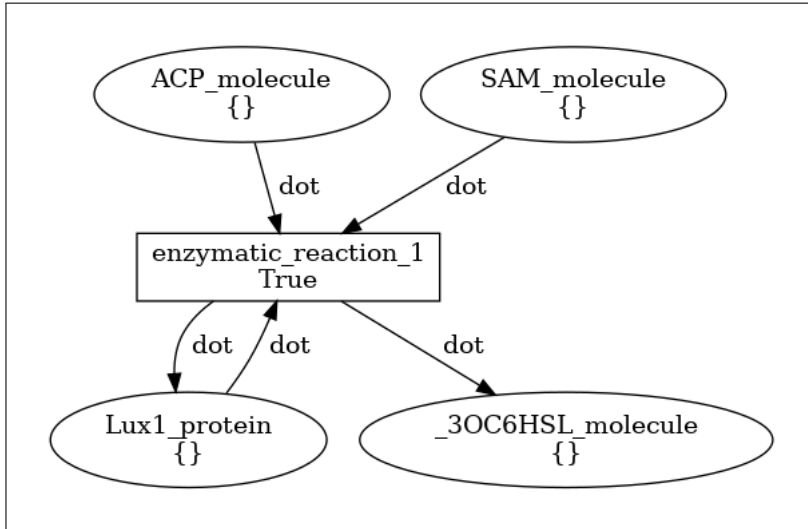 ACP_molecule
{}
SAM_molecule
{}
dot
dot
enzymatic_reaction_1
True
dot
dot
dot
Lux1_protein
{}
_3OC6HSL_molecule
{}